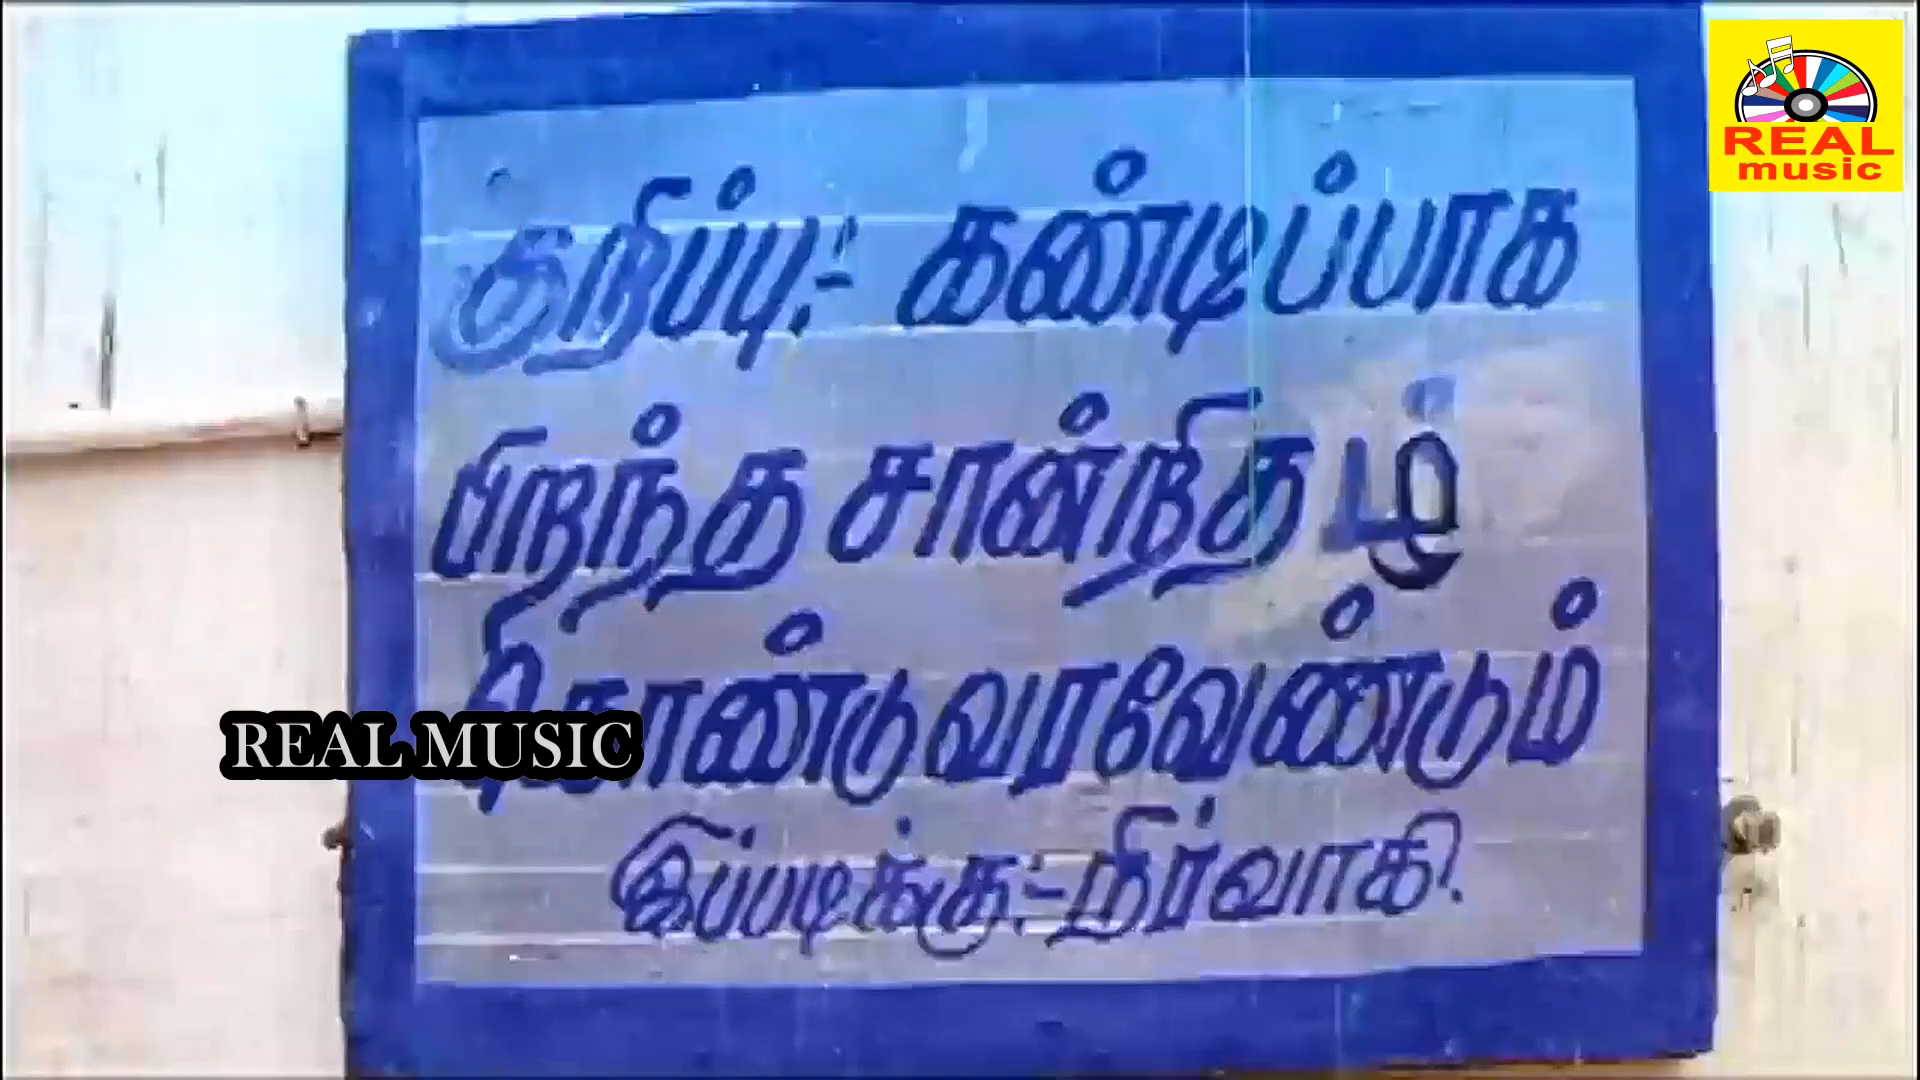 REAL
music
குறிப்பு:- கண்டிப்பாக
பிறந்த சான்றிதழ்
கொண்டு வரவேண்டும்
REAL MUSIC
இப்படிக்கு:- நிர்வாகி.